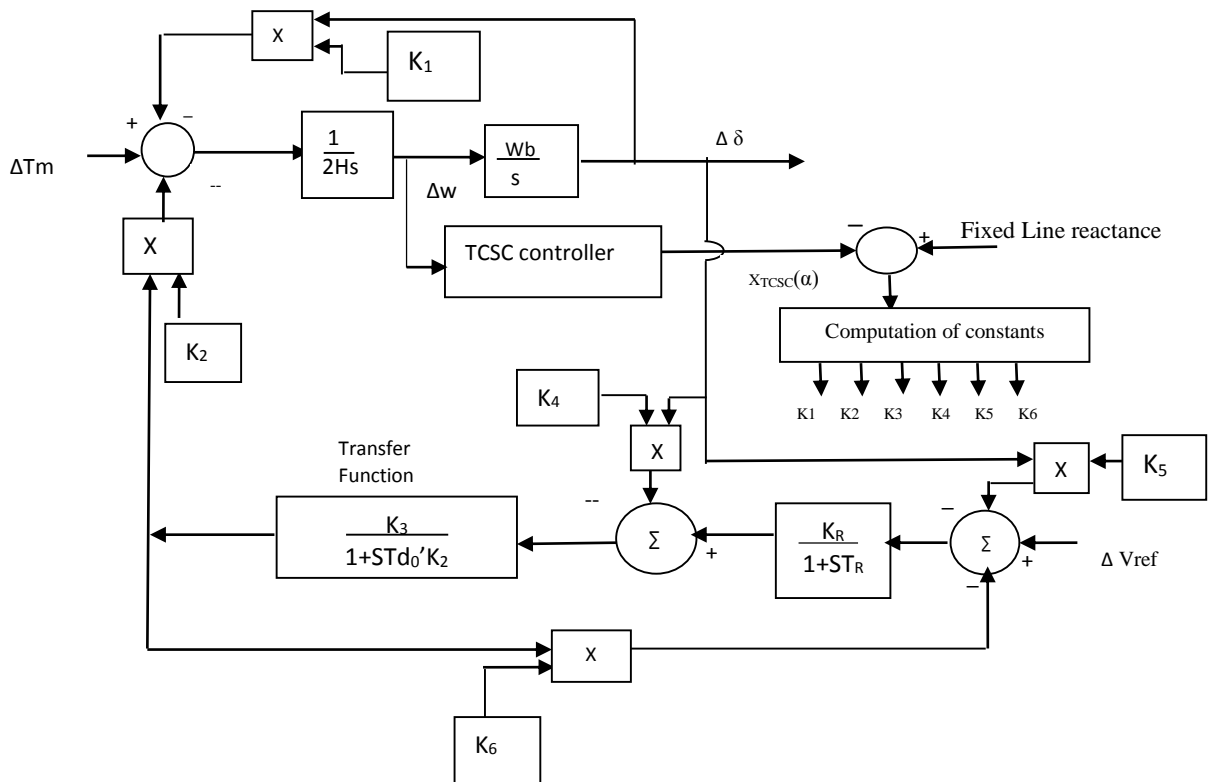 X
K1
+
–
ΔTm
1
2Hs
Wb
s
Δ δ
Δw
--
X
K2
TCSC controller
–
+
Fixed Line reactance
XTCSC(α)
Computation of constants
K1 K2 K3 K4 K5 K6
K4
X
X
K5
Transfer
Function
--
–
K3
1+STd0’K2
Σ
+
KR
1+STR
Σ
+
–
Δ Vref
X
K6